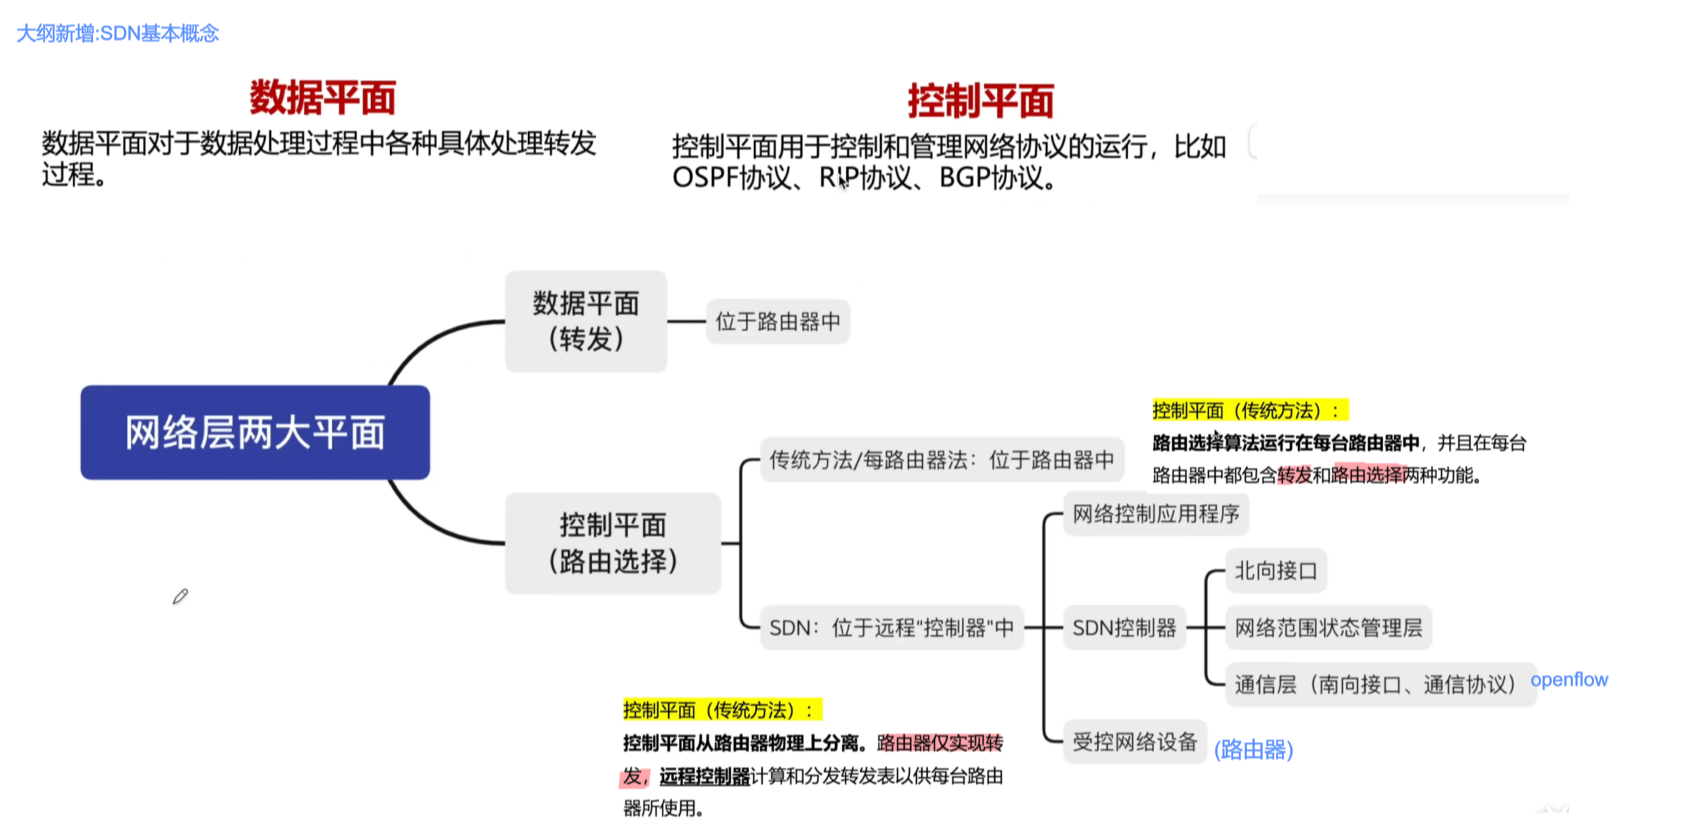 大纲新增:SDN基本概念
数据平面
数据平面对于数据处理过程中各种具体处理转发
过程。
控制平面
控制平面用于控制和管理网络协议的运行，比如
OSPF协议、RIP协议、BGP协议。
网络层两大平面
数据平面
（转发）
位于路由器中
控制平面
（路由选择）
传统方法/每路由器法：位于路由器中
控制平面（传统方法）：
路由选择算法运行在每台路由器中，并且在每台
路由器中都包含转发和路由选择两种功能。
SDN：位于远程"控制器"中
网络控制应用程序
SDN控制器
北向接口
网络范围状态管理层
通信层（南向接口、通信协议）
openflow
受控网络设备
(路由器)
控制平面（传统方法）：
控制平面从路由器物理上分离。路由器仅实现转
发，远程控制器计算和分发转发表以供每台路由
器所使用。